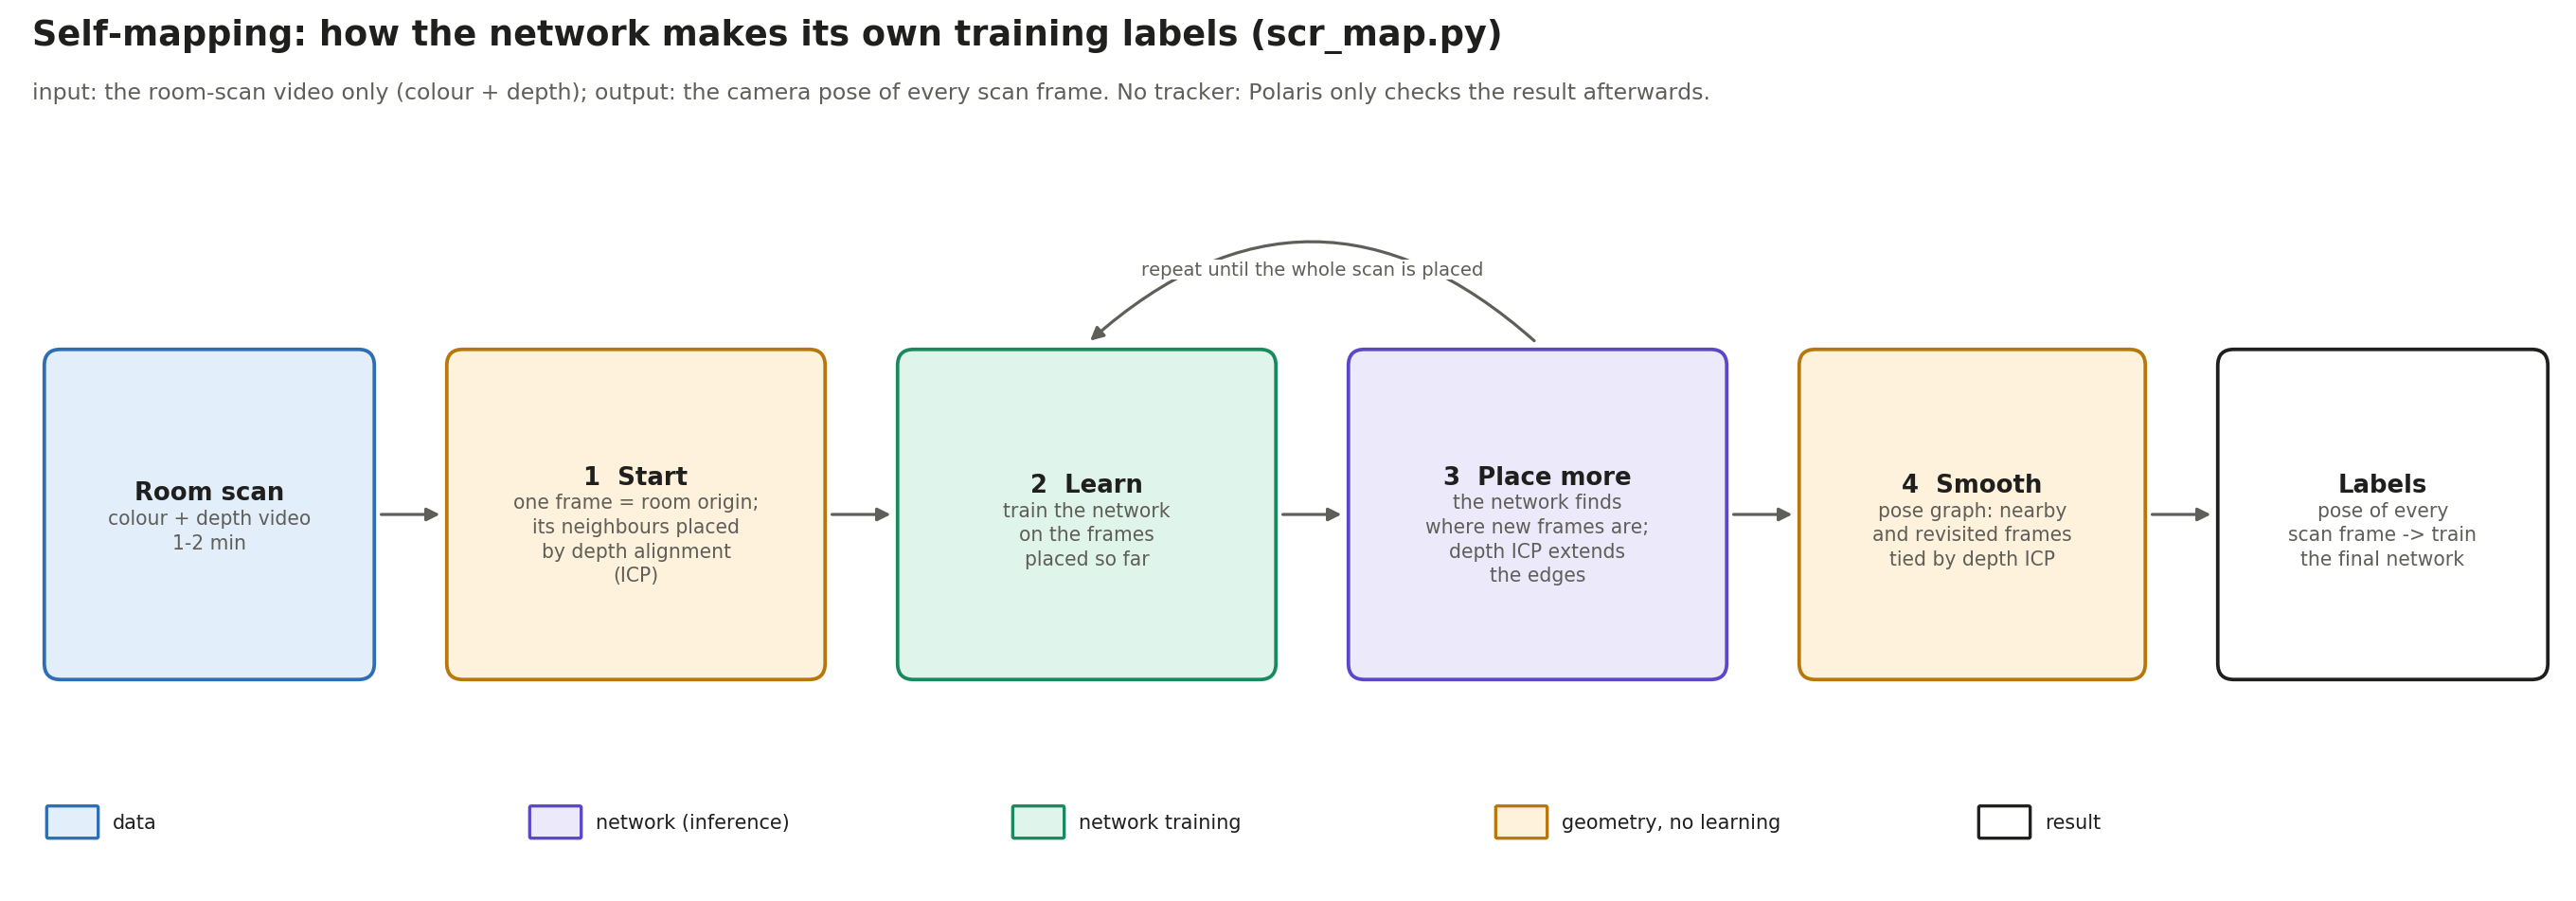 Self-mapping: how the network makes its own training labels (scr_map.py)
input: the room-scan video only (colour + depth); output: the camera pose of every scan frame. No tracker: Polaris only checks the result afterwards.
repeat until the whole scan is placed
Room scan
colour + depth video
1-2 min
1  Start
one frame = room origin;
its neighbours placed
by depth alignment
(ICP)
2  Learn
train the network
on the frames
placed so far
3  Place more
the network finds
where new frames are;
depth ICP extends
the edges
4  Smooth
pose graph: nearby
and revisited frames
tied by depth ICP
Labels
pose of every
scan frame -> train
the final network
data
network (inference)
network training
geometry, no learning
result